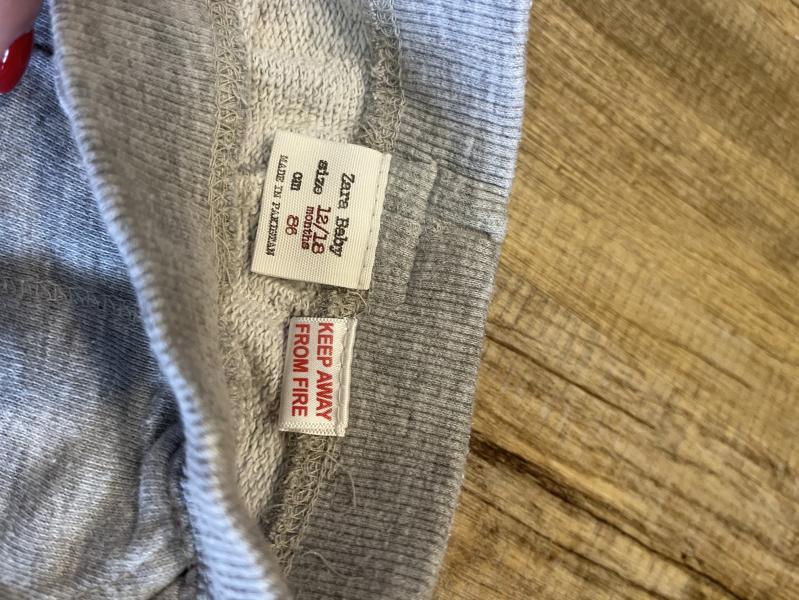 Zara Baby
size 12/18
months
cm 86
MADE IN PAKISTAN
KEEP AWAY
FROM FIRE